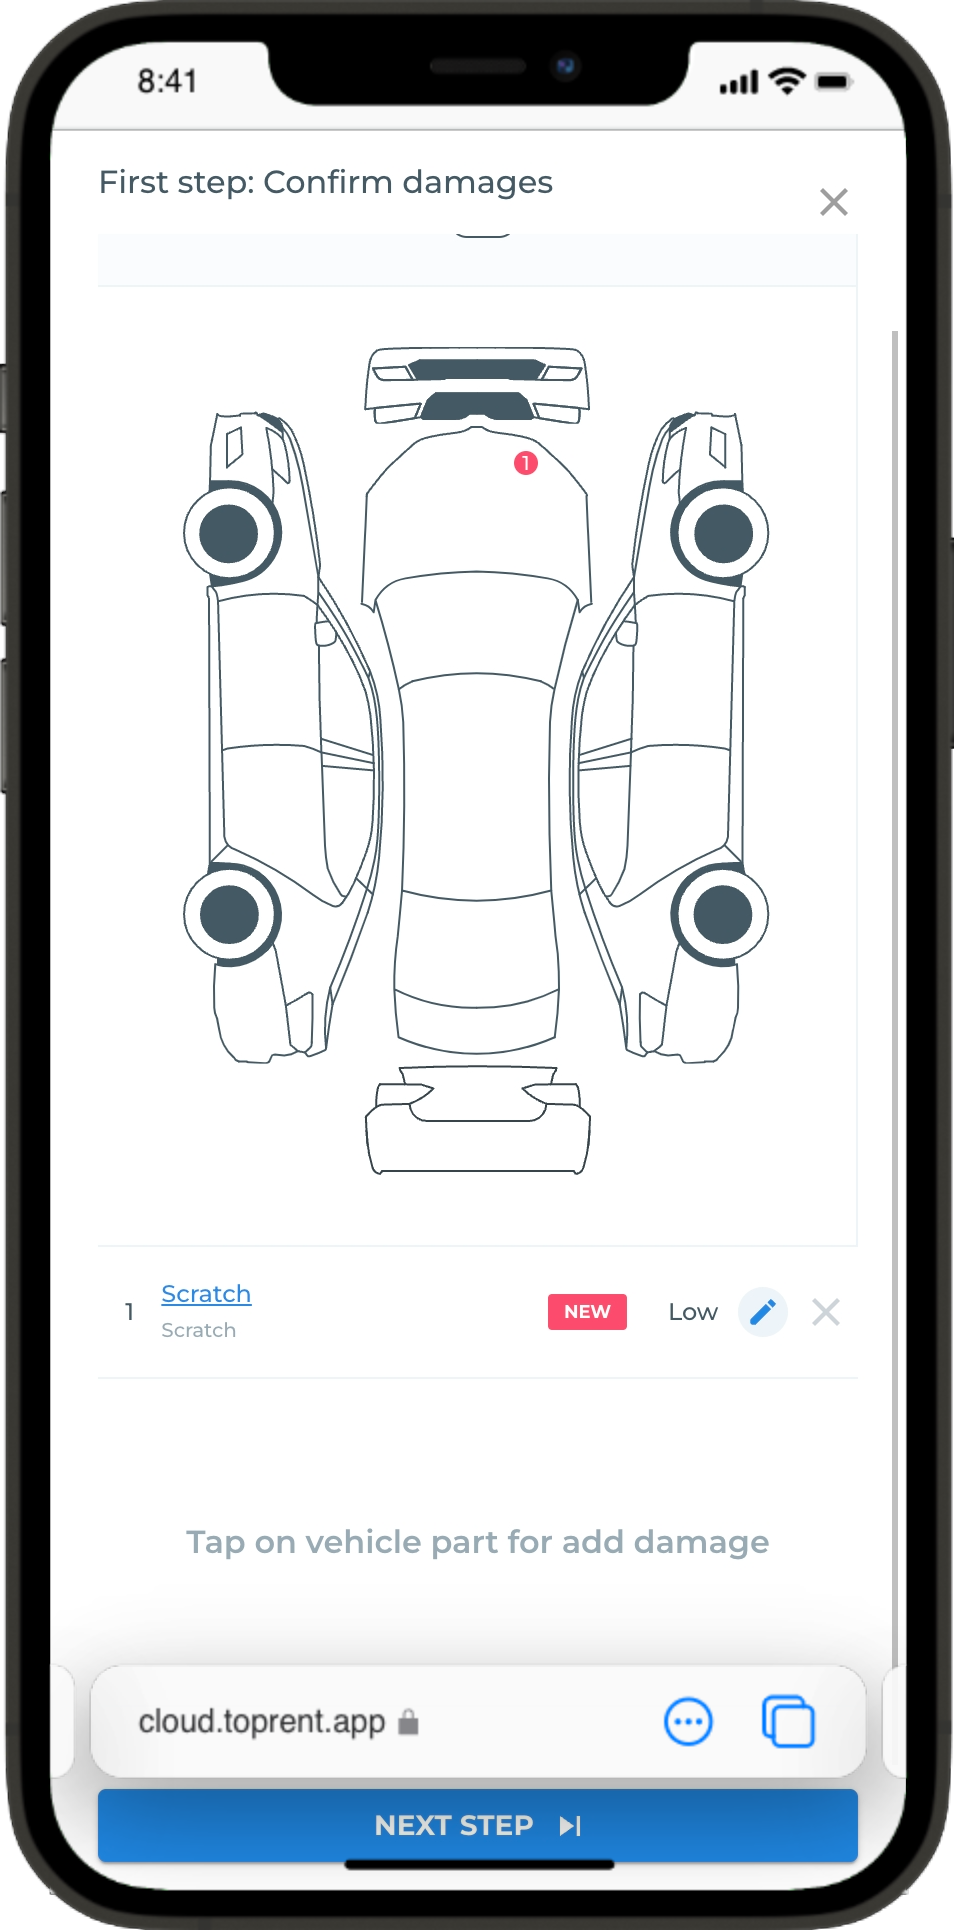 8:41
First step: Confirm damages
1
1 Scratch NEW Low
Scratch
Tap on vehicle part for add damage
cloud.toprent.app
NEXT STEP